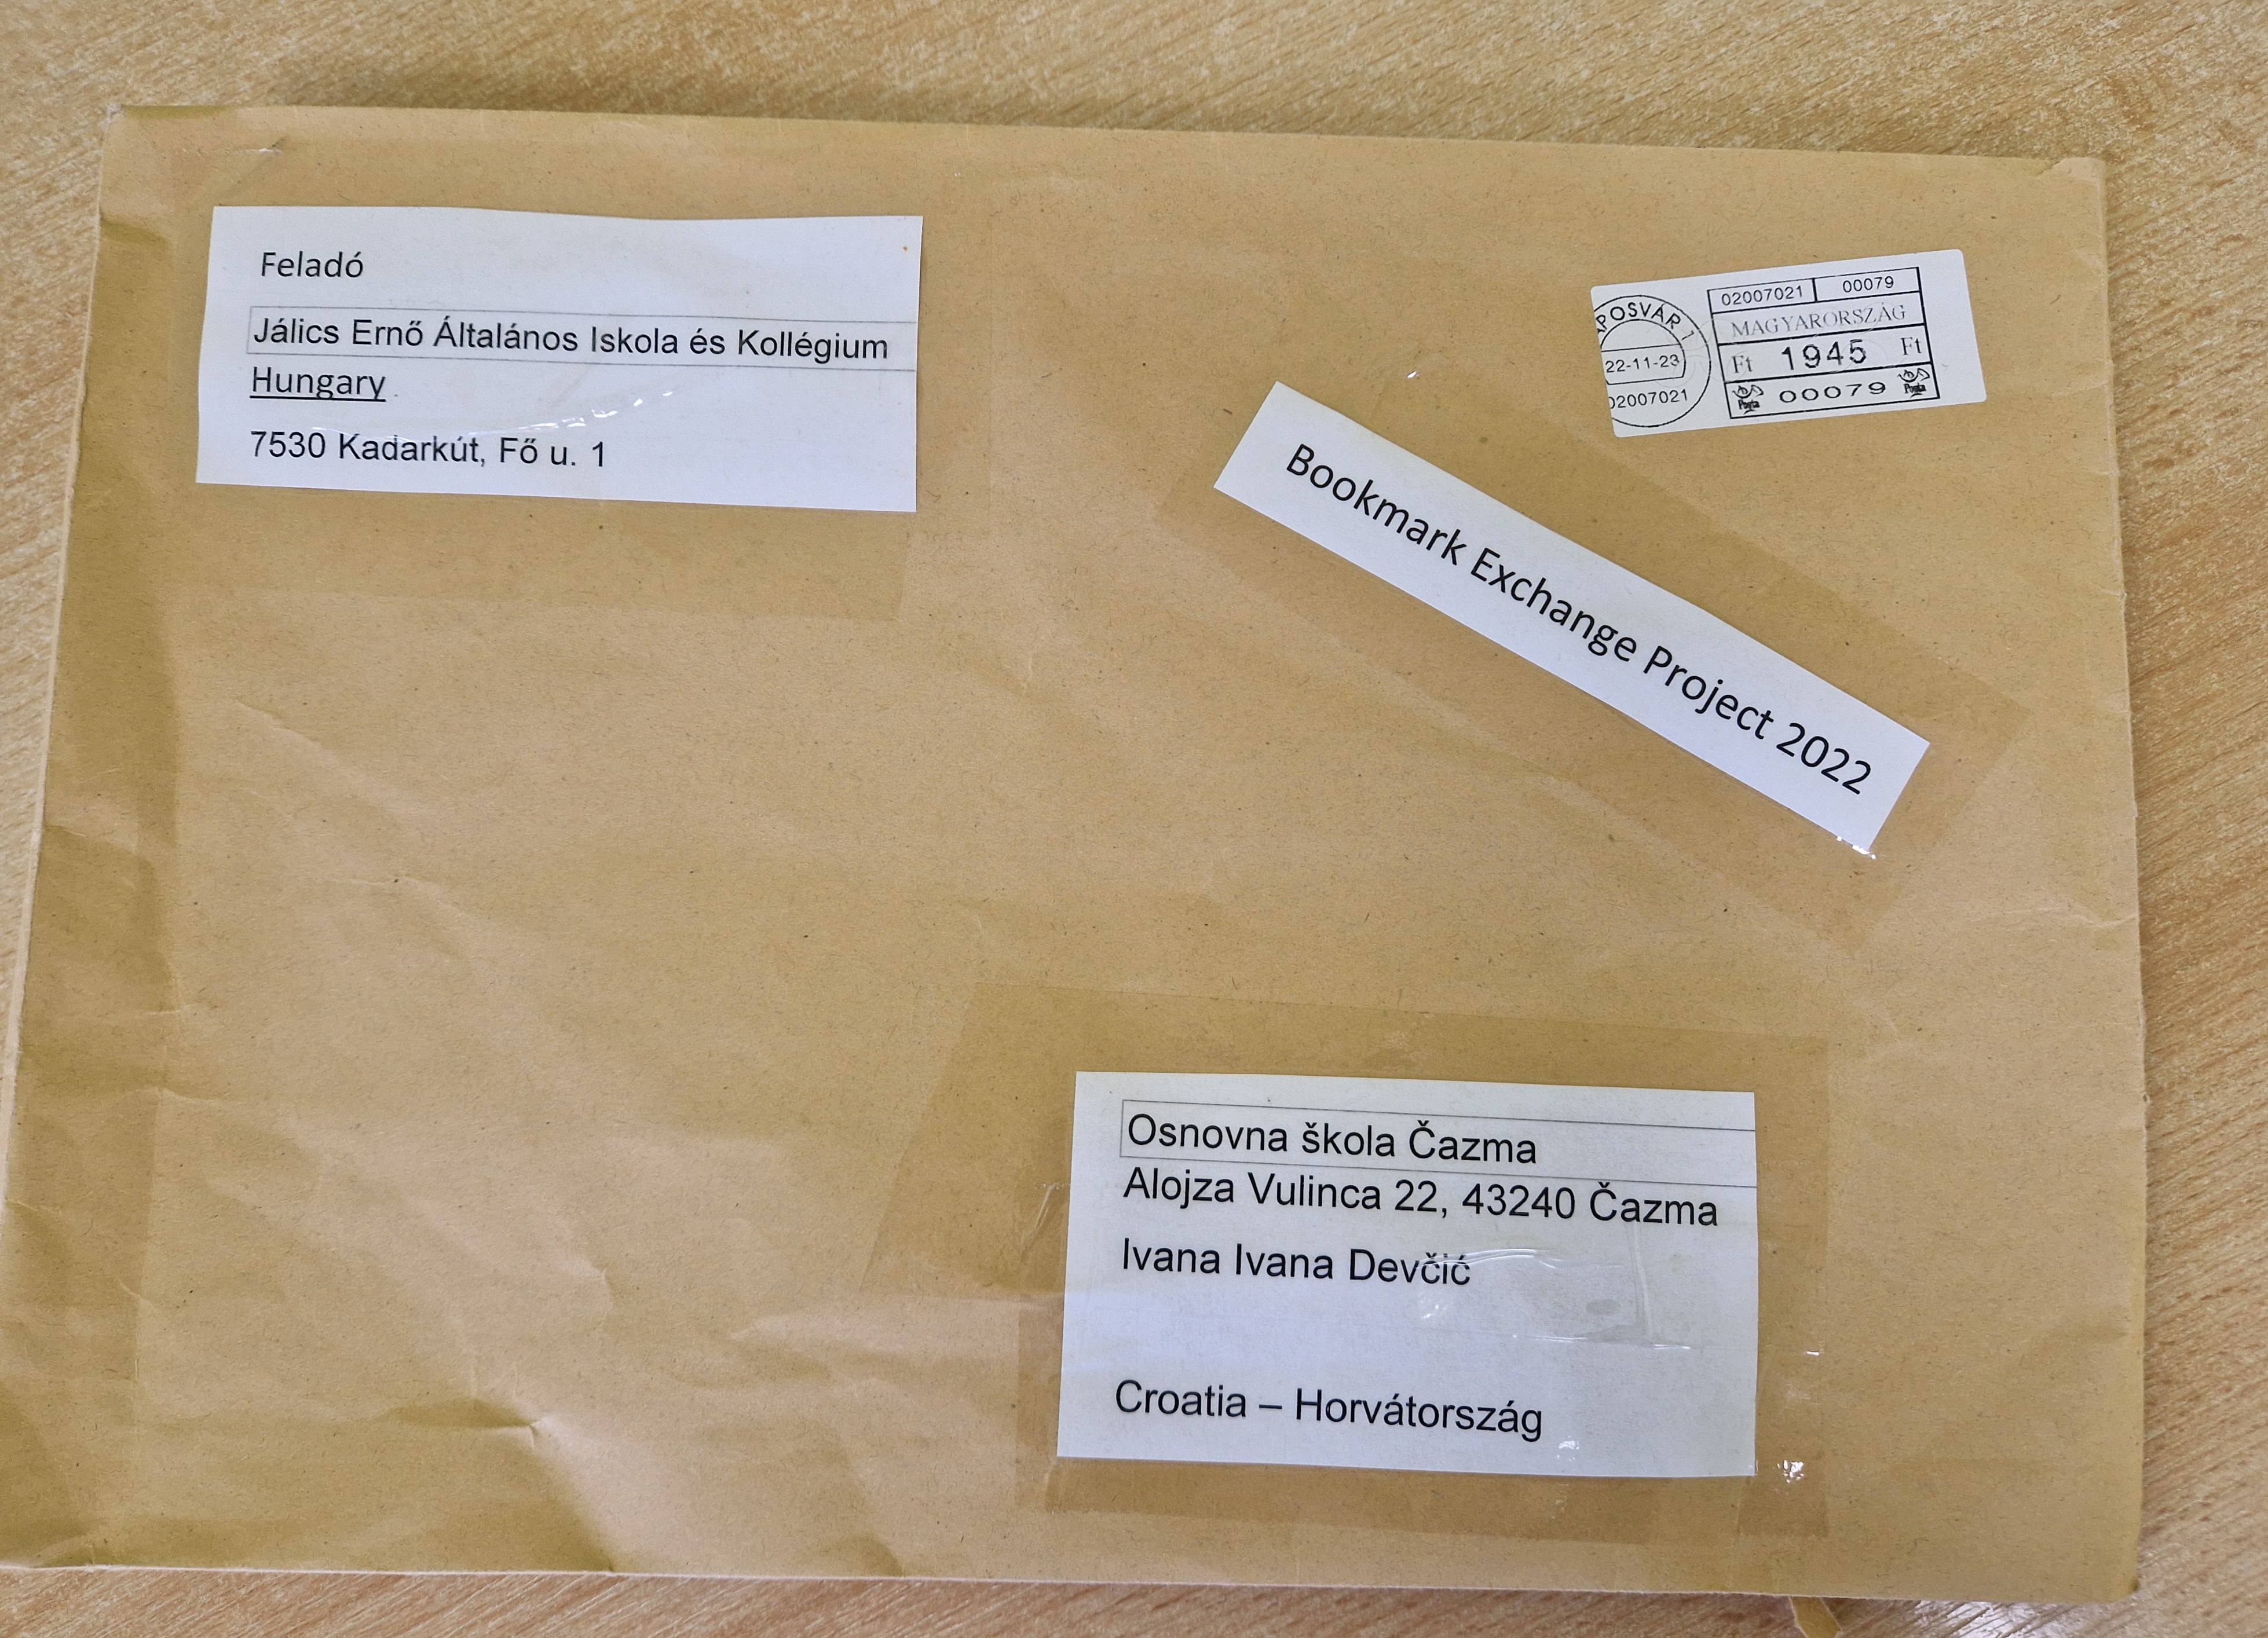 Feladó
Jálics Ernő Általános Iskola és Kollégium
Hungary
7530 Kadarkút, Fő u. 1
POSVÁR 1
22-11-23
02007021
02007021 00079
MAGYARORSZÁG
Ft 1945 Ft
Posta 00079 Posta
Bookmark Exchange Project 2022
Osnovna škola Čazma
Alojza Vulinca 22, 43240 Čazma
Ivana Ivana Devčić
Croatia – Horvátország